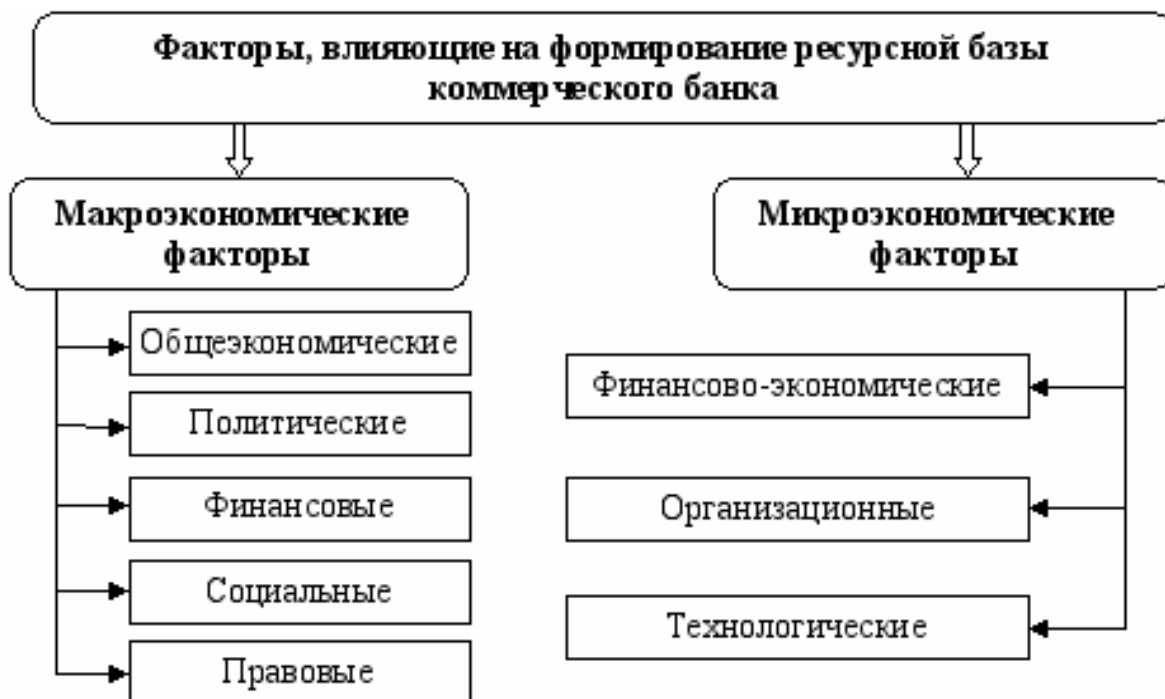 Факторы, влияющие на формирование ресурсной базы
коммерческого банка
Макроэкономические
факторы
Общеэкономические
Политические
Финансовые
Социальные
Правовые
Микроэкономические
факторы
Финансово-экономические
Организационные
Технологические